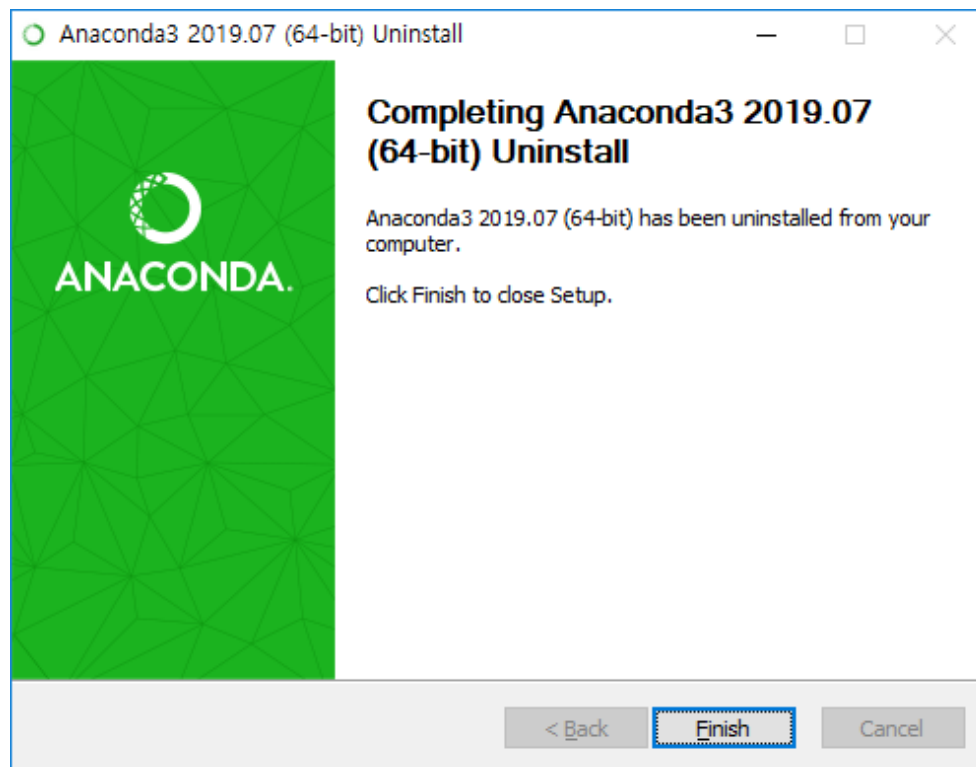 Anaconda3 2019.07 (64-bit) Uninstall
ANACONDA.
Completing Anaconda3 2019.07
(64-bit) Uninstall
Anaconda3 2019.07 (64-bit) has been uninstalled from your
computer.
Click Finish to close Setup.
< Back
Finish
Cancel